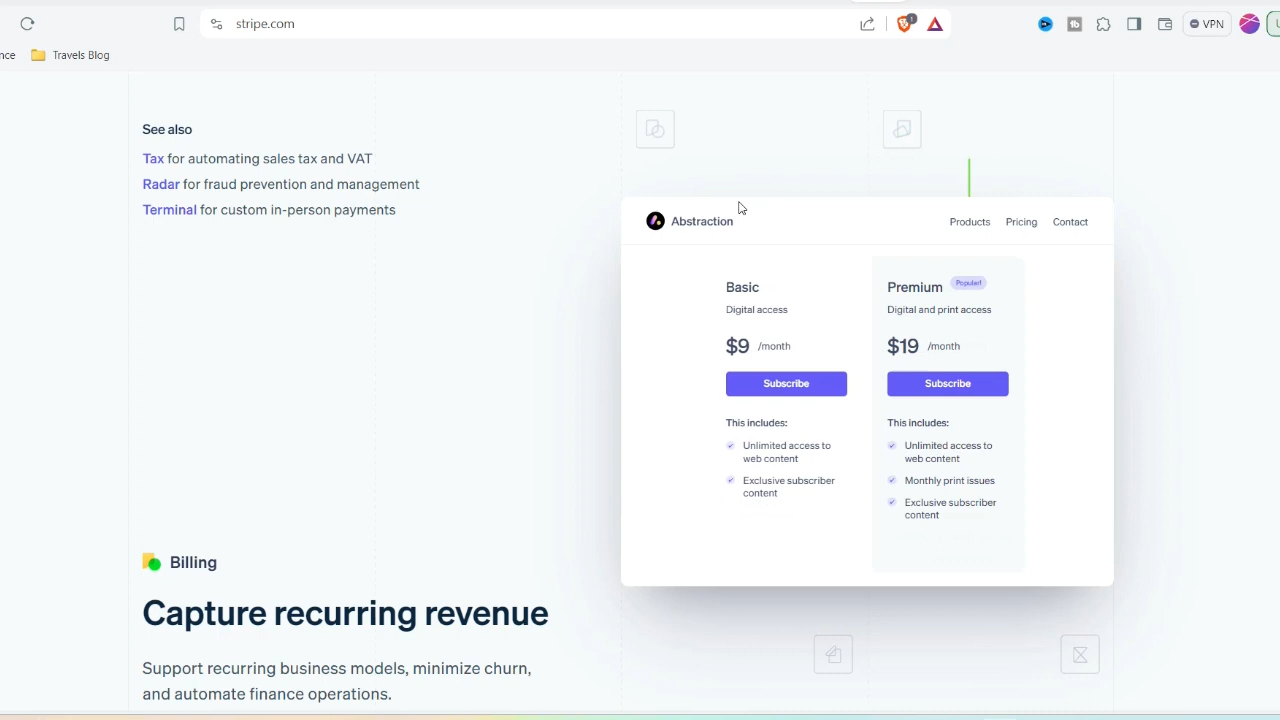 stripe.com
1
VPN
nce
Travels Blog
See also
Tax for automating sales tax and VAT
Radar for fraud prevention and management
Terminal for custom in-person payments
Abstraction
Products Pricing Contact
Basic
Digital access
$9 /month
Subscribe
This includes:
Unlimited access to
web content
Exclusive subscriber
content
Premium Popular!
Digital and print access
$19 /month
Subscribe
This includes:
Unlimited access to
web content
Monthly print issues
Exclusive subscriber
content
Billing
Capture recurring revenue
Support recurring business models, minimize churn,
and automate finance operations.